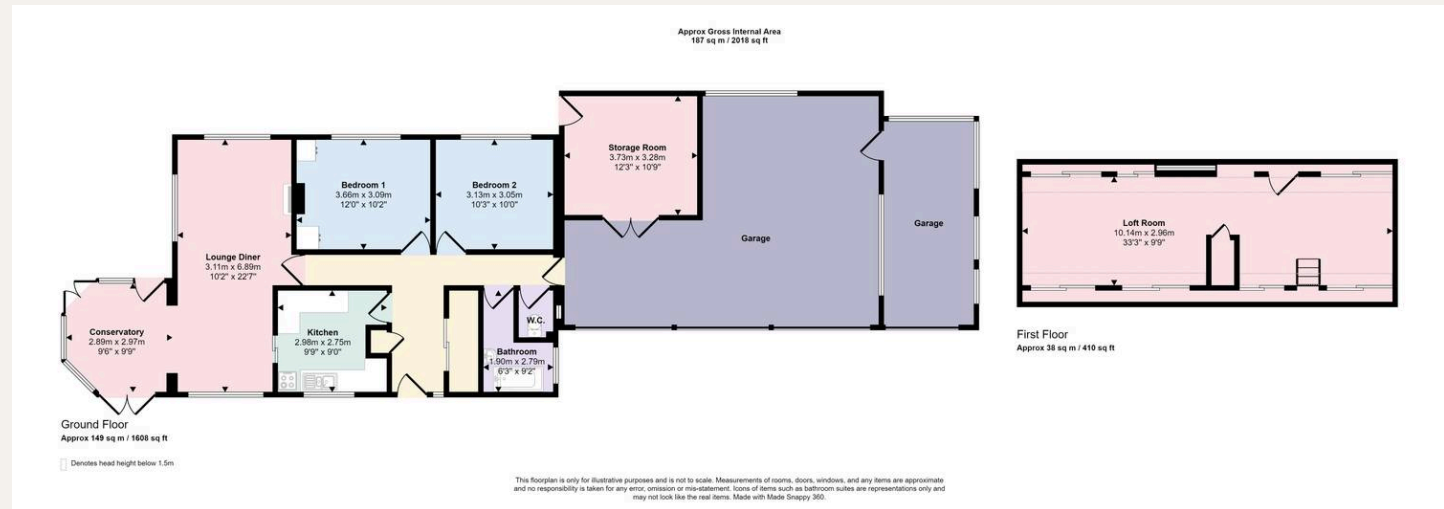 Approx Gross Internal Area
187 sq m / 2018 sq ft
Storage Room
3.73m x 3.28m
12'3" x 10'9"
Bedroom 1
3.66m x 3.09m
12'0" x 10'2"
Bedroom 2
3.13m x 3.05m
10'3" x 10'0"
Garage
Garage
Lounge Diner
3.11m x 6.89m
10'2" x 22'7"
Conservatory
2.89m x 2.97m
9'6" x 9'9"
Kitchen
2.98m x 2.75m
9'9" x 9'0"
W.C.
Bathroom
1.90m x 2.79m
6'3" x 9'2"
Loft Room
10.14m x 2.96m
33'3" x 9'9"
First Floor
Approx 38 sq m / 410 sq ft
Ground Floor
Approx 149 sq m / 1608 sq ft
Denotes head height below 1.5m
This floorplan is only for illustrative purposes and is not to scale. Measurements of rooms, doors, windows, and any items are approximate
and no responsibility is taken for any error, omission or mis-statement. Icons of items such as bathroom suites are representations only and
may not look like the real items. Made with Made Snappy 360.